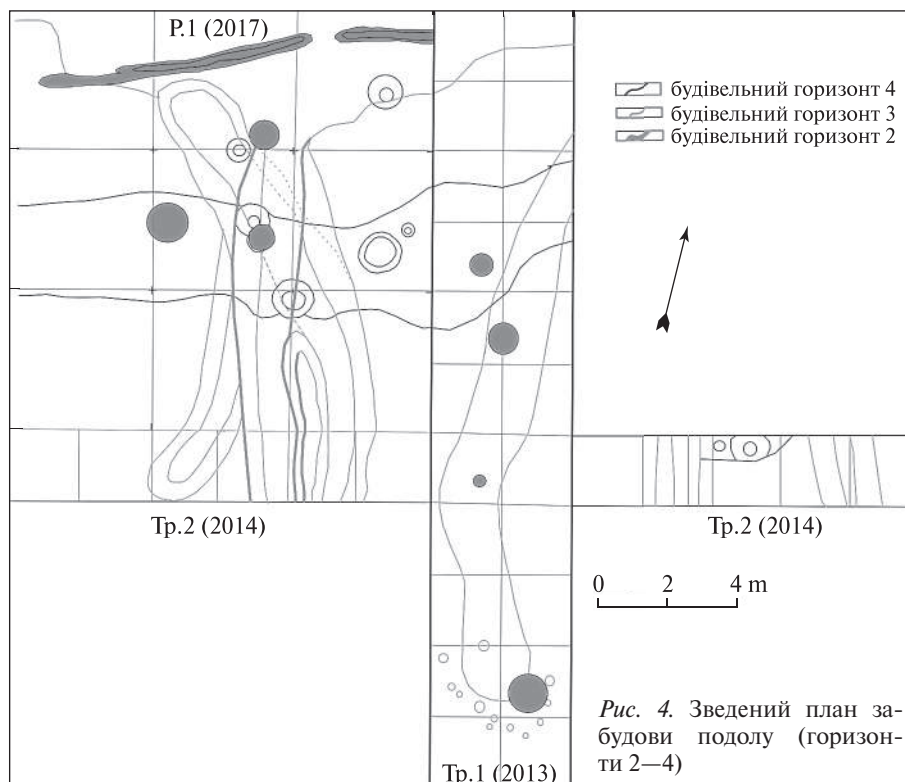 Р.1 (2017)
будівельний горизонт 4
будівельний горизонт 3
будівельний горизонт 2
Тр.2 (2014)
Тр.2 (2014)
0 2 4 m
Рис. 4. Зведений план за-
будови подолу (горизон-
ти 2—4)
Тр.1 (2013)